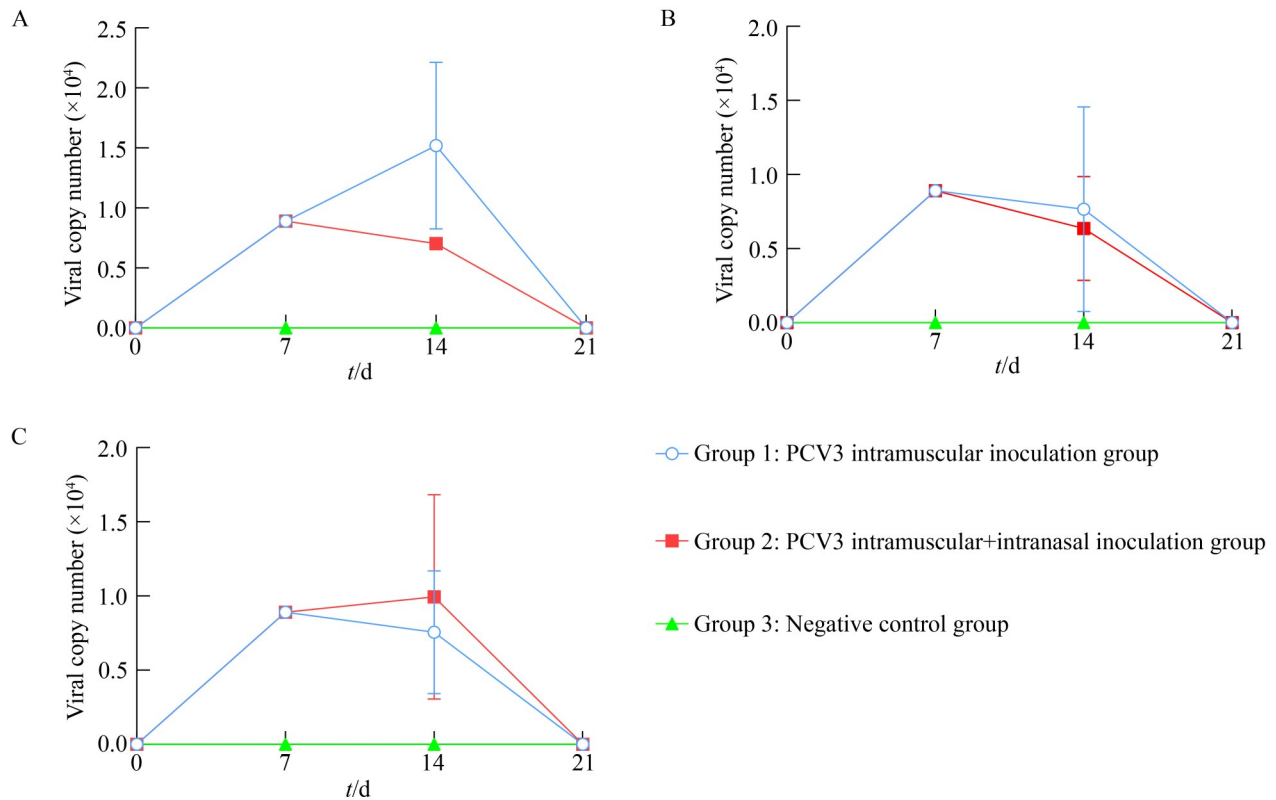 A
Viral copy number (×10⁴)
2.5
2.0
1.5
1.0
0.5
0.0
0 7 14 21
t/d
B
Viral copy number (×10⁴)
2.0
1.5
1.0
0.5
0.0
0 7 14 21
t/d
C
Viral copy number (×10⁴)
2.0
1.5
1.0
0.5
0.0
0 7 14 21
t/d
Group 1: PCV3 intramuscular inoculation group
Group 2: PCV3 intramuscular+intranasal inoculation group
Group 3: Negative control group